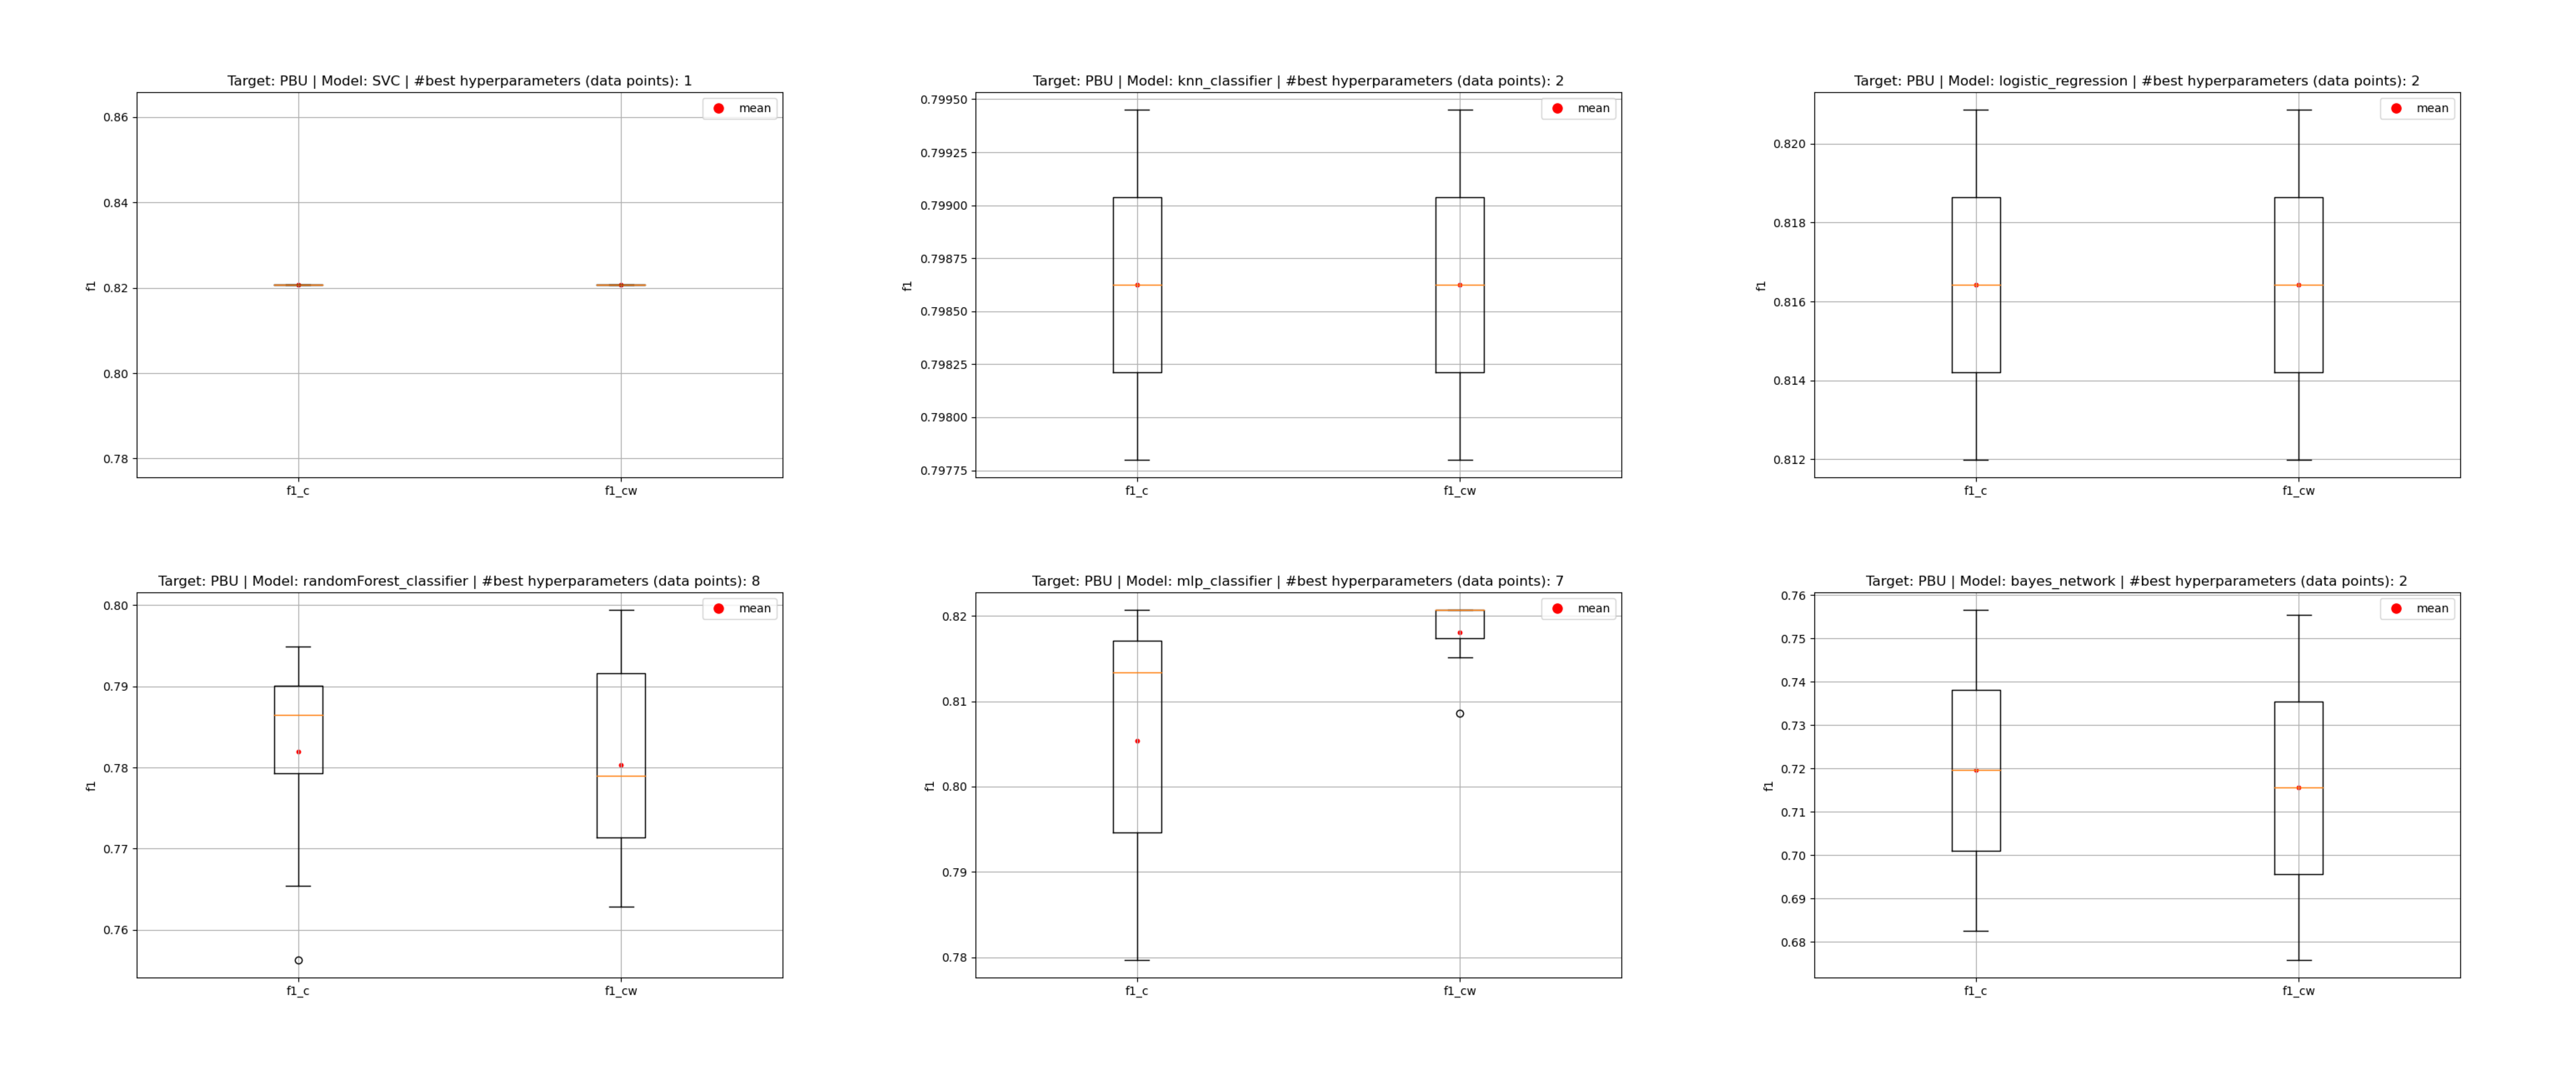 Target: PBU | Model: SVC | #best hyperparameters (data points): 1
mean
0.86
0.84
0.82
0.80
0.78
f1
f1_c
f1_cw
Target: PBU | Model: knn_classifier | #best hyperparameters (data points): 2
mean
0.79950
0.79925
0.79900
0.79875
0.79850
0.79825
0.79800
0.79775
f1
f1_c
f1_cw
Target: PBU | Model: logistic_regression | #best hyperparameters (data points): 2
mean
0.820
0.818
0.816
0.814
0.812
f1
f1_c
f1_cw
Target: PBU | Model: randomForest_classifier | #best hyperparameters (data points): 8
mean
0.80
0.79
0.78
0.77
0.76
f1
f1_c
f1_cw
Target: PBU | Model: mlp_classifier | #best hyperparameters (data points): 7
mean
0.82
0.81
0.80
0.79
0.78
f1
f1_c
f1_cw
Target: PBU | Model: bayes_network | #best hyperparameters (data points): 2
mean
0.76
0.75
0.74
0.73
0.72
0.71
0.70
0.69
0.68
f1
f1_c
f1_cw